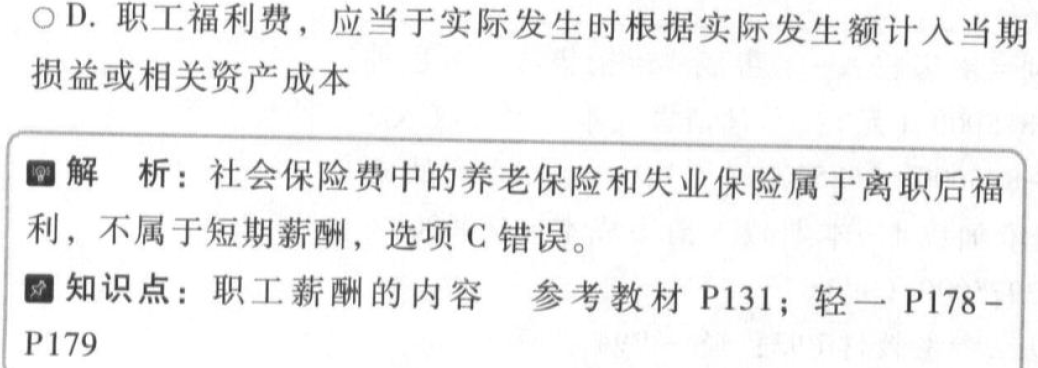 ○D. 职工福利费，应当于实际发生时根据实际发生额计入当期
损益或相关资产成本
解 析：社会保险费中的养老保险和失业保险属于离职后福
利，不属于短期薪酬，选项 C 错误。
知识点：职工薪酬的内容 参考教材 P131；轻一 P178-
P179